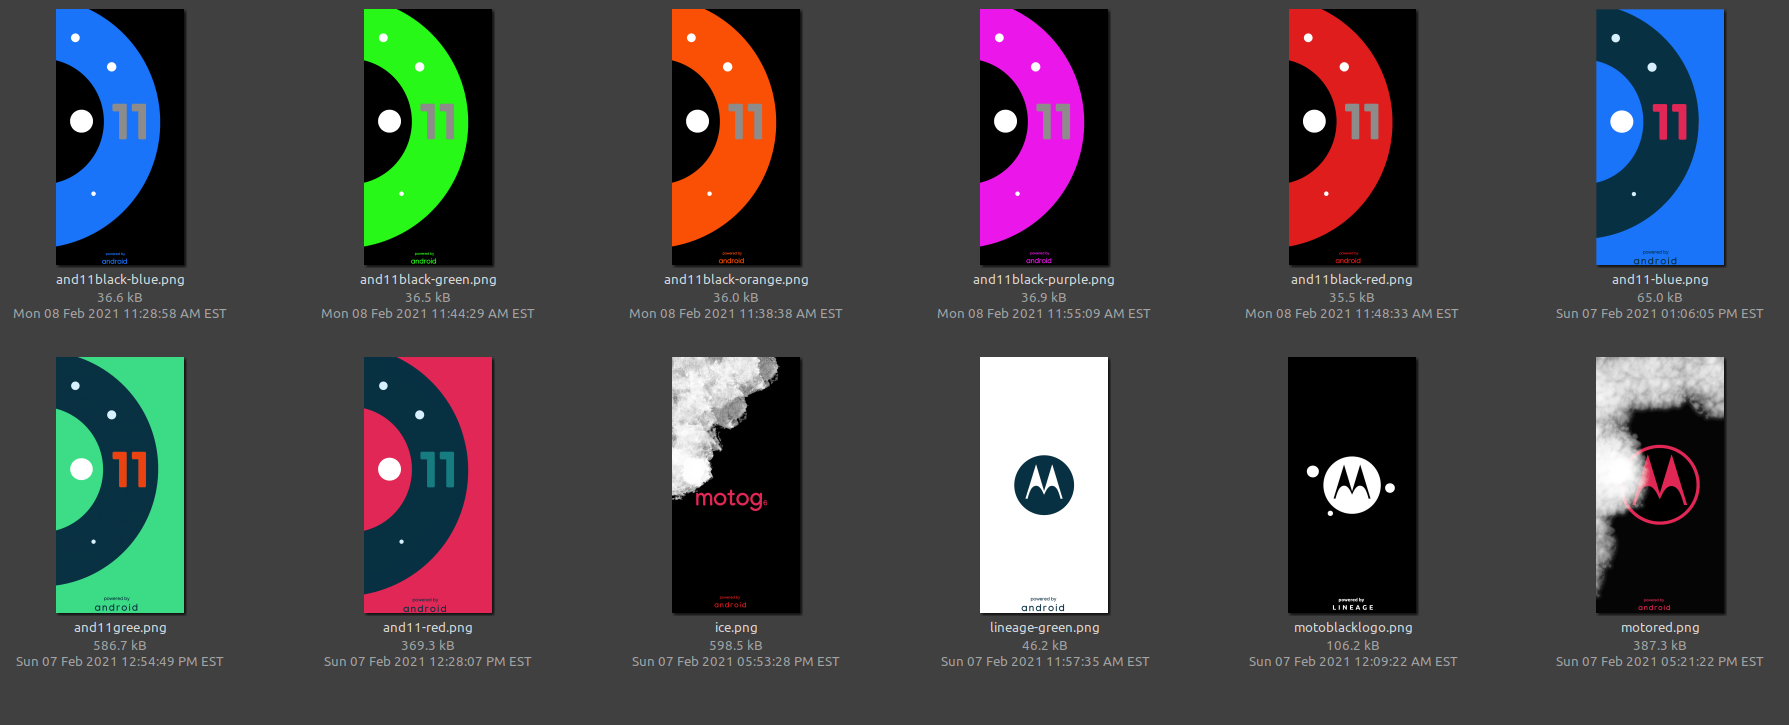 11
powered by
android
and11black-blue.png
36.6 kB
Mon 08 Feb 2021 11:28:58 AM EST
11
powered by
android
and11black-green.png
36.5 kB
Mon 08 Feb 2021 11:44:29 AM EST
11
powered by
android
and11black-orange.png
36.0 kB
Mon 08 Feb 2021 11:38:38 AM EST
11
powered by
android
and11black-purple.png
36.9 kB
Mon 08 Feb 2021 11:55:09 AM EST
11
powered by
android
and11black-red.png
35.5 kB
Mon 08 Feb 2021 11:48:33 AM EST
11
powered by
android
and11-blue.png
65.0 kB
Sun 07 Feb 2021 01:06:05 PM EST
11
powered by
android
and11gree.png
586.7 kB
Sun 07 Feb 2021 12:54:49 PM EST
11
powered by
android
and11-red.png
369.3 kB
Sun 07 Feb 2021 12:28:07 PM EST
motog6
powered by
android
ice.png
598.5 kB
Sun 07 Feb 2021 05:53:28 PM EST
powered by
android
lineage-green.png
46.2 kB
Sun 07 Feb 2021 11:57:35 AM EST
powered by
LINEAGE
motoblacklogo.png
106.2 kB
Sun 07 Feb 2021 12:09:22 AM EST
powered by
android
motored.png
387.3 kB
Sun 07 Feb 2021 05:21:22 PM EST